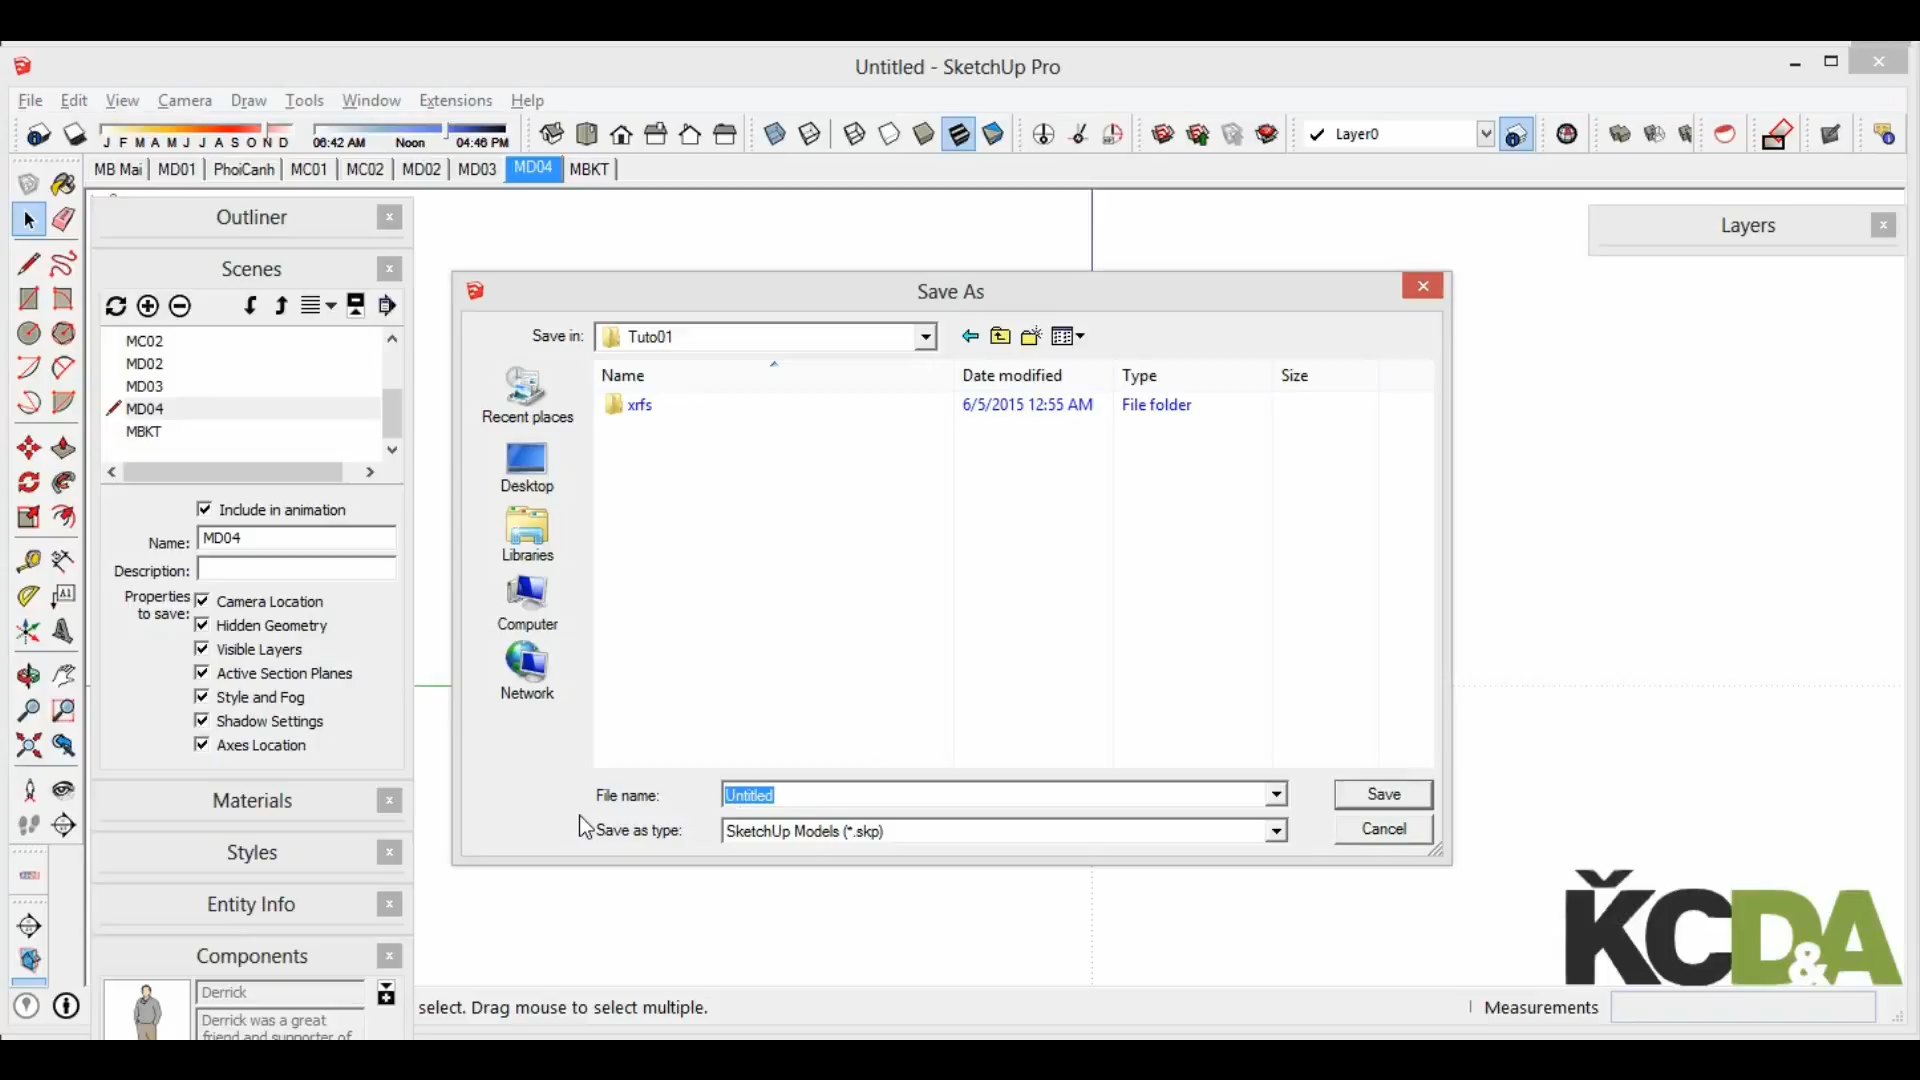 Untitled - SketchUp Pro
File Edit View Camera Draw Tools Window Extensions Help
J F M A M J J A S O N D 06:42 AM Noon 04:46 PM Layer0
MB Mai MD01 PhoiCanh MC01 MC02 MD02 MD03 MD04 MBKT
Outliner
Layers
Scenes
MC02
MD02
MD03
MD04
MBKT
Include in animation
Name: MD04
Description:
Properties to save:
Camera Location
Hidden Geometry
Visible Layers
Active Section Planes
Style and Fog
Shadow Settings
Axes Location
Materials
Styles
Entity Info
Components
Derrick
Derrick was a great
friend and supporter of
Save As
Save in: Tuto01
Name Date modified Type Size
xrfs 6/5/2015 12:55 AM File folder
Recent places
Desktop
Libraries
Computer
Network
File name: Untitled Save
Save as type: SketchUp Models (*.skp) Cancel
KCD&A
select. Drag mouse to select multiple.
Measurements